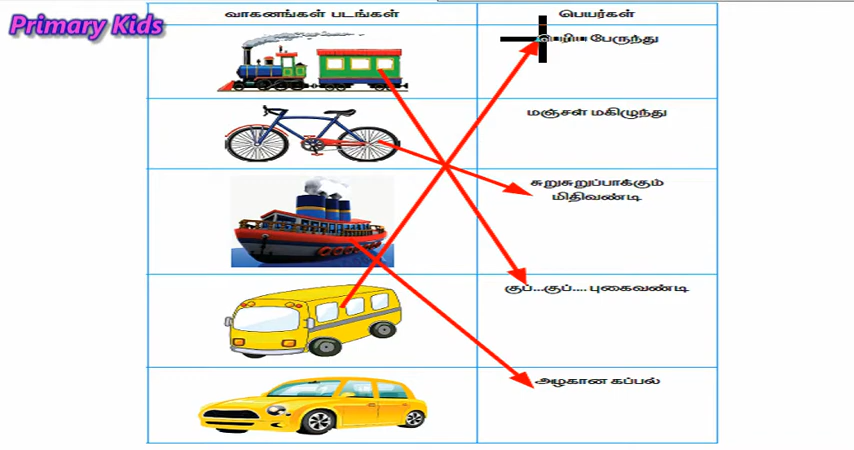 Primary Kids
வாகனங்கள் படங்கள்
பெயர்கள்
பெரிய பேருந்து
மஞ்சள் மகிழுந்து
சுறுசுறுப்பாக்கும்
மிதிவண்டி
குப்...குப்.... புகைவண்டி
அழகான கப்பல்